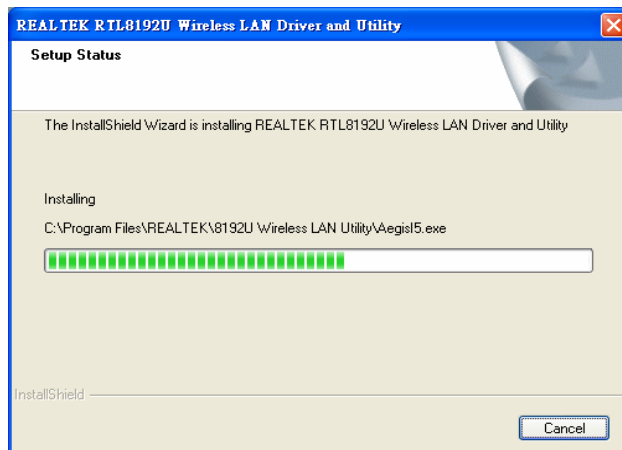 REALTEK RTL8192U Wireless LAN Driver and Utility
Setup Status
The InstallShield Wizard is installing REALTEK RTL8192U Wireless LAN Driver and Utility
Installing
C:\Program Files\REALTEK\8192U Wireless LAN Utility\AegisI5.exe
InstallShield
Cancel